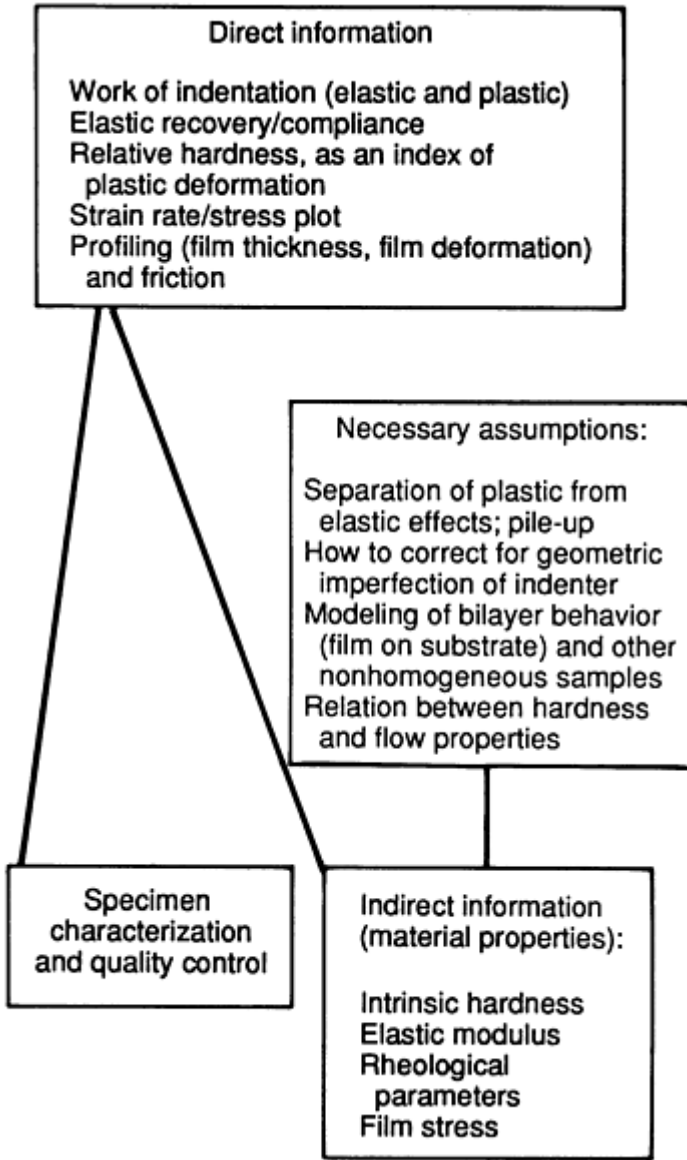 Direct information
Work of indentation (elastic and plastic)
Elastic recovery/compliance
Relative hardness, as an index of
plastic deformation
Strain rate/stress plot
Profiling (film thickness, film deformation)
and friction
Necessary assumptions:
Separation of plastic from
elastic effects; pile-up
How to correct for geometric
imperfection of indenter
Modeling of bilayer behavior
(film on substrate) and other
nonhomogeneous samples
Relation between hardness
and flow properties
Specimen
characterization
and quality control
Indirect information
(material properties):
Intrinsic hardness
Elastic modulus
Rheological
parameters
Film stress